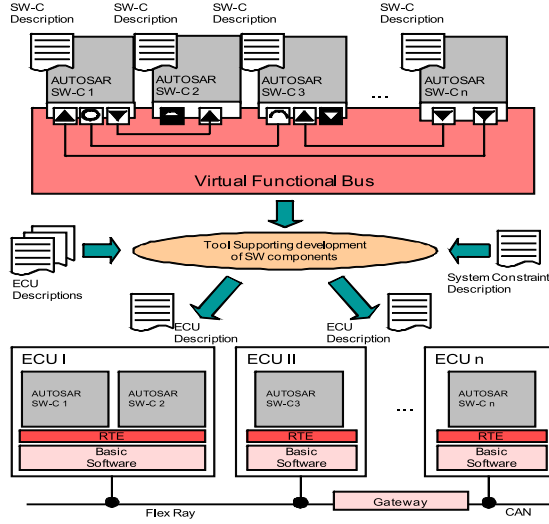 SW-C
Description
SW-C
Description
SW-C
Description
SW-C
Description
AUTOSAR
SW-C 1
AUTOSAR
SW-C 2
AUTOSAR
SW-C 3
...
AUTOSAR
SW-C n
Virtual Functional Bus
Tool Supporting development
of SW components
ECU
Descriptions
System Constraint
Description
ECU
Description
ECU
Description
ECU I
ECU II
ECU n
AUTOSAR
SW-C 1
AUTOSAR
SW-C 2
AUTOSAR
SW-C3
...
AUTOSAR
SW-C n
RTE
RTE
RTE
Basic
Software
Basic
Software
Basic
Software
Gateway
Flex Ray
CAN